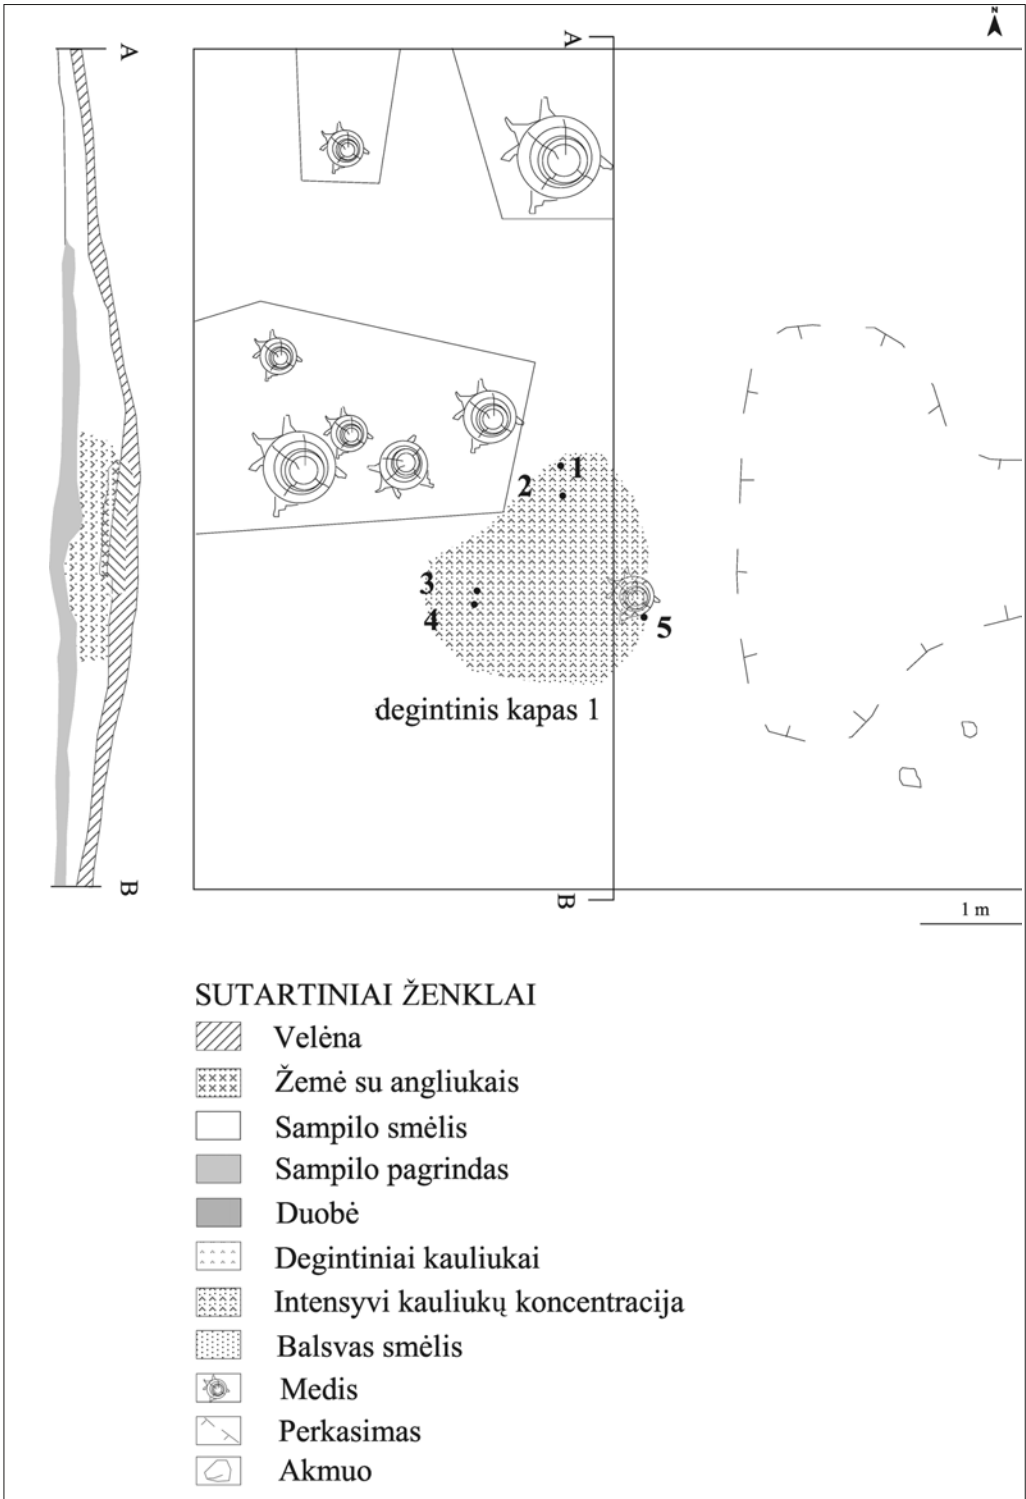 N
A
A
1
2
3
4
5
degintinis kapas 1
B
B
1 m
SUTARTINIAI ŽENKLAI
Velėna
Žemė su angliukais
Sampilo smėlis
Sampilo pagrindas
Duobė
Degintiniai kauliukai
Intensyvi kauliukų koncentracija
Balsvas smėlis
Medis
Perkasimas
Akmuo